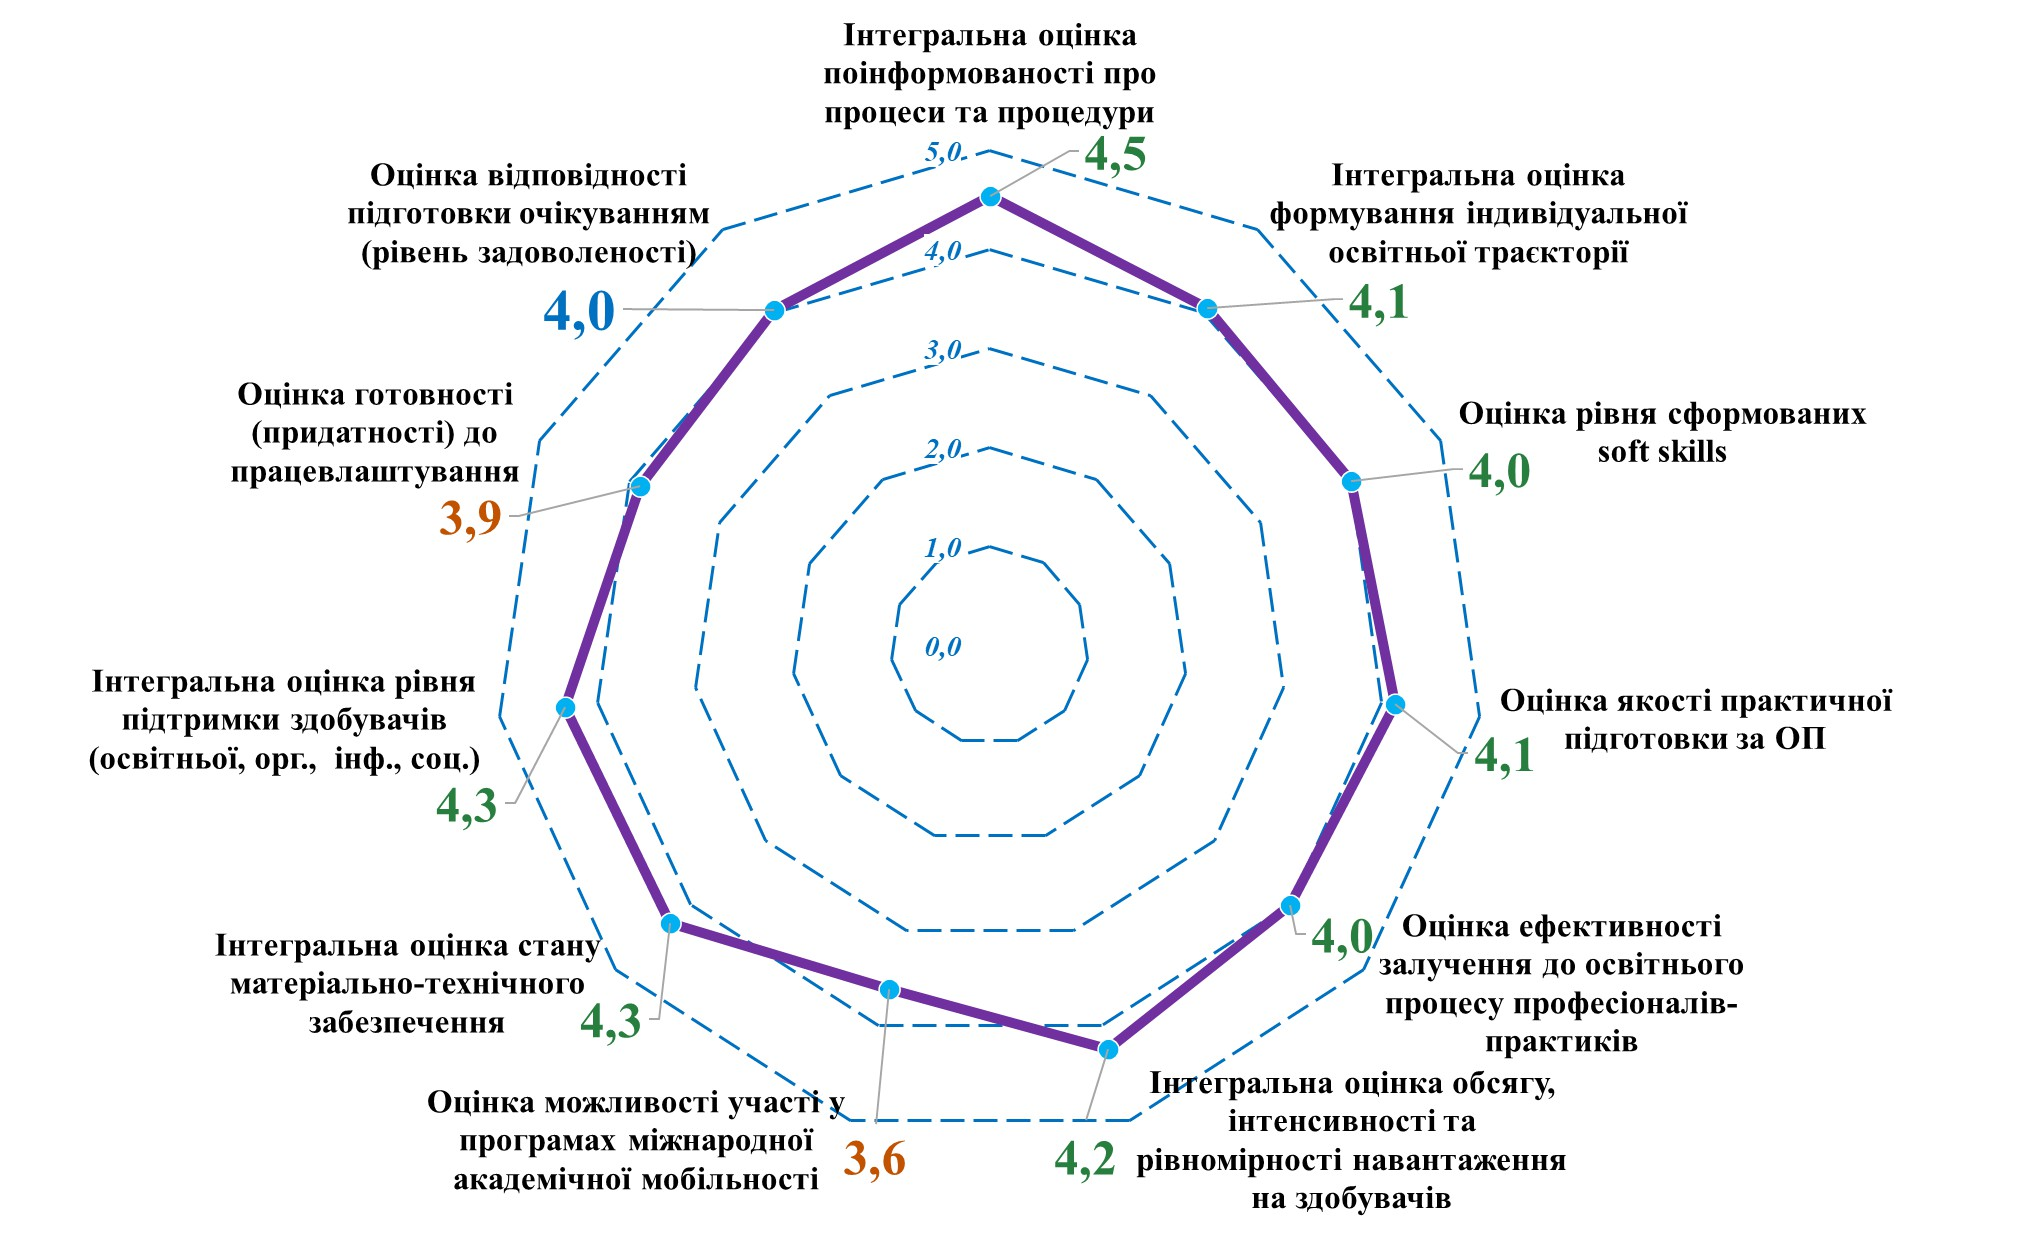 Інтегральна оцінка
поінформованості про
процеси та процедури
4,5
Інтегральна оцінка
формування індивідуальної
освітньої траєкторії
4,1
Оцінка рівня сформованих
soft skills
4,0
Оцінка якості практичної
підготовки за ОП
4,1
Оцінка ефективності
залучення до освітнього
процесу професіоналів-
практиків
4,0
Інтегральна оцінка обсягу,
інтенсивності та
рівномірності навантаження
на здобувачів
4,2
Оцінка можливості участі у
програмах міжнародної
академічної мобільності
3,6
Інтегральна оцінка стану
матеріально-технічного
забезпечення
4,3
Інтегральна оцінка рівня
підтримки здобувачів
(освітньої, орг.,  інф., соц.)
4,3
Оцінка готовності
(придатності) до
працевлаштування
3,9
Оцінка відповідності
підготовки очікуванням
(рівень задоволеності)
4,0
5,0
4,0
3,0
2,0
1,0
0,0